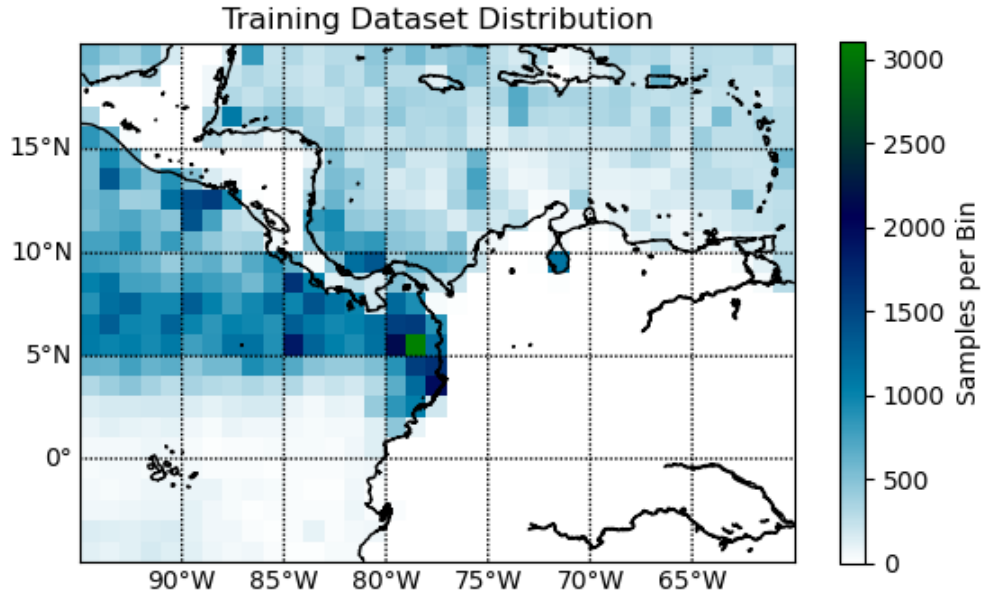 Training Dataset Distribution
15°N
10°N
5°N
0°
90°W 85°W 80°W 75°W 70°W 65°W
3000
2500
2000
1500
1000
500
0
Samples per Bin